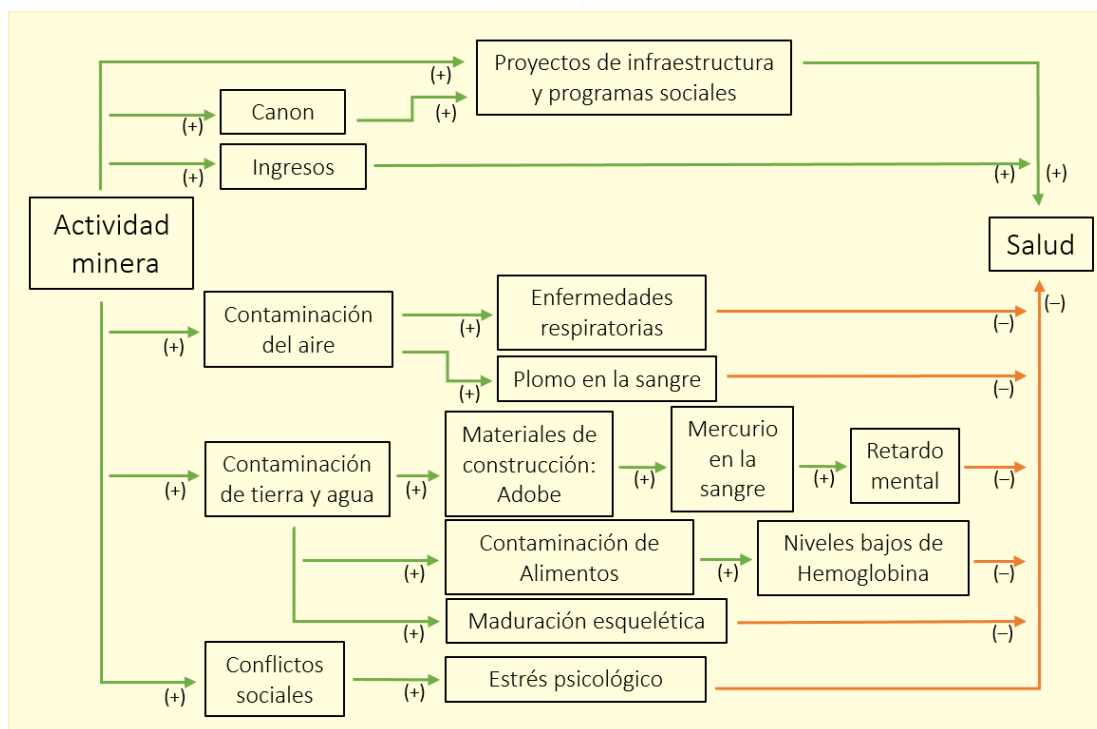 Proyectos de infraestructura
y programas sociales
(+)
Canon
(+)
(+)
Ingresos
(+)
(+)
(+)
Actividad
minera
Salud
Contaminación
del aire
(+)
Enfermedades
respiratorias
(+)
(–)
(–)
Plomo en la sangre
(+)
(–)
Contaminación
de tierra y agua
(+)
Materiales de
construcción:
Adobe
(+)
Mercurio
en la
sangre
(+)
Retardo
mental
(+)
(–)
Contaminación de
Alimentos
(+)
Niveles bajos de
Hemoglobina
(+)
(–)
Maduración esquelética
(+)
(–)
Conflictos
sociales
(+)
Estrés psicológico
(+)